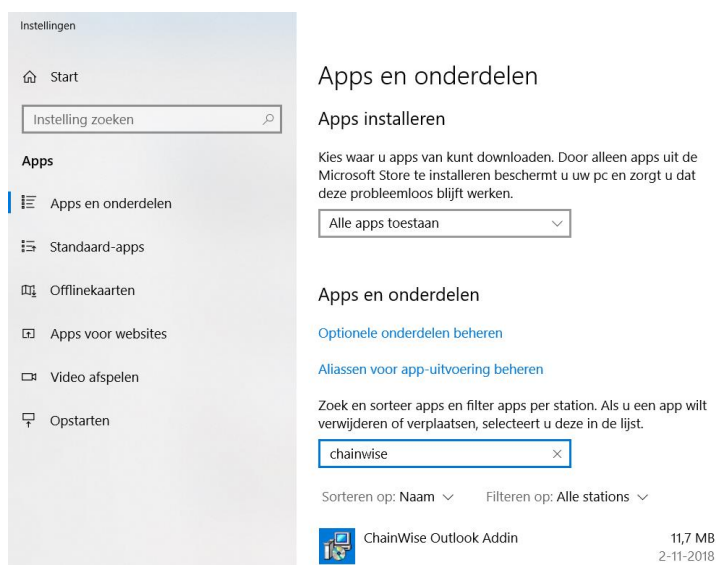 Instellingen
Start
Instelling zoeken
Apps
Apps en onderdelen
Standaard-apps
Offlinekaarten
Apps voor websites
Video afspelen
Opstarten
Apps en onderdelen
Apps installeren
Kies waar u apps van kunt downloaden. Door alleen apps uit de
Microsoft Store te installeren beschermt u uw pc en zorgt u dat
deze probleemloos blijft werken.
Alle apps toestaan
Apps en onderdelen
Optionele onderdelen beheren
Aliassen voor app-uitvoering beheren
Zoek en sorteer apps en filter apps per station. Als u een app wilt
verwijderen of verplaatsen, selecteert u deze in de lijst.
chainwise
Sorteren op: Naam Filteren op: Alle stations
ChainWise Outlook Addin 11,7 MB
2-11-2018